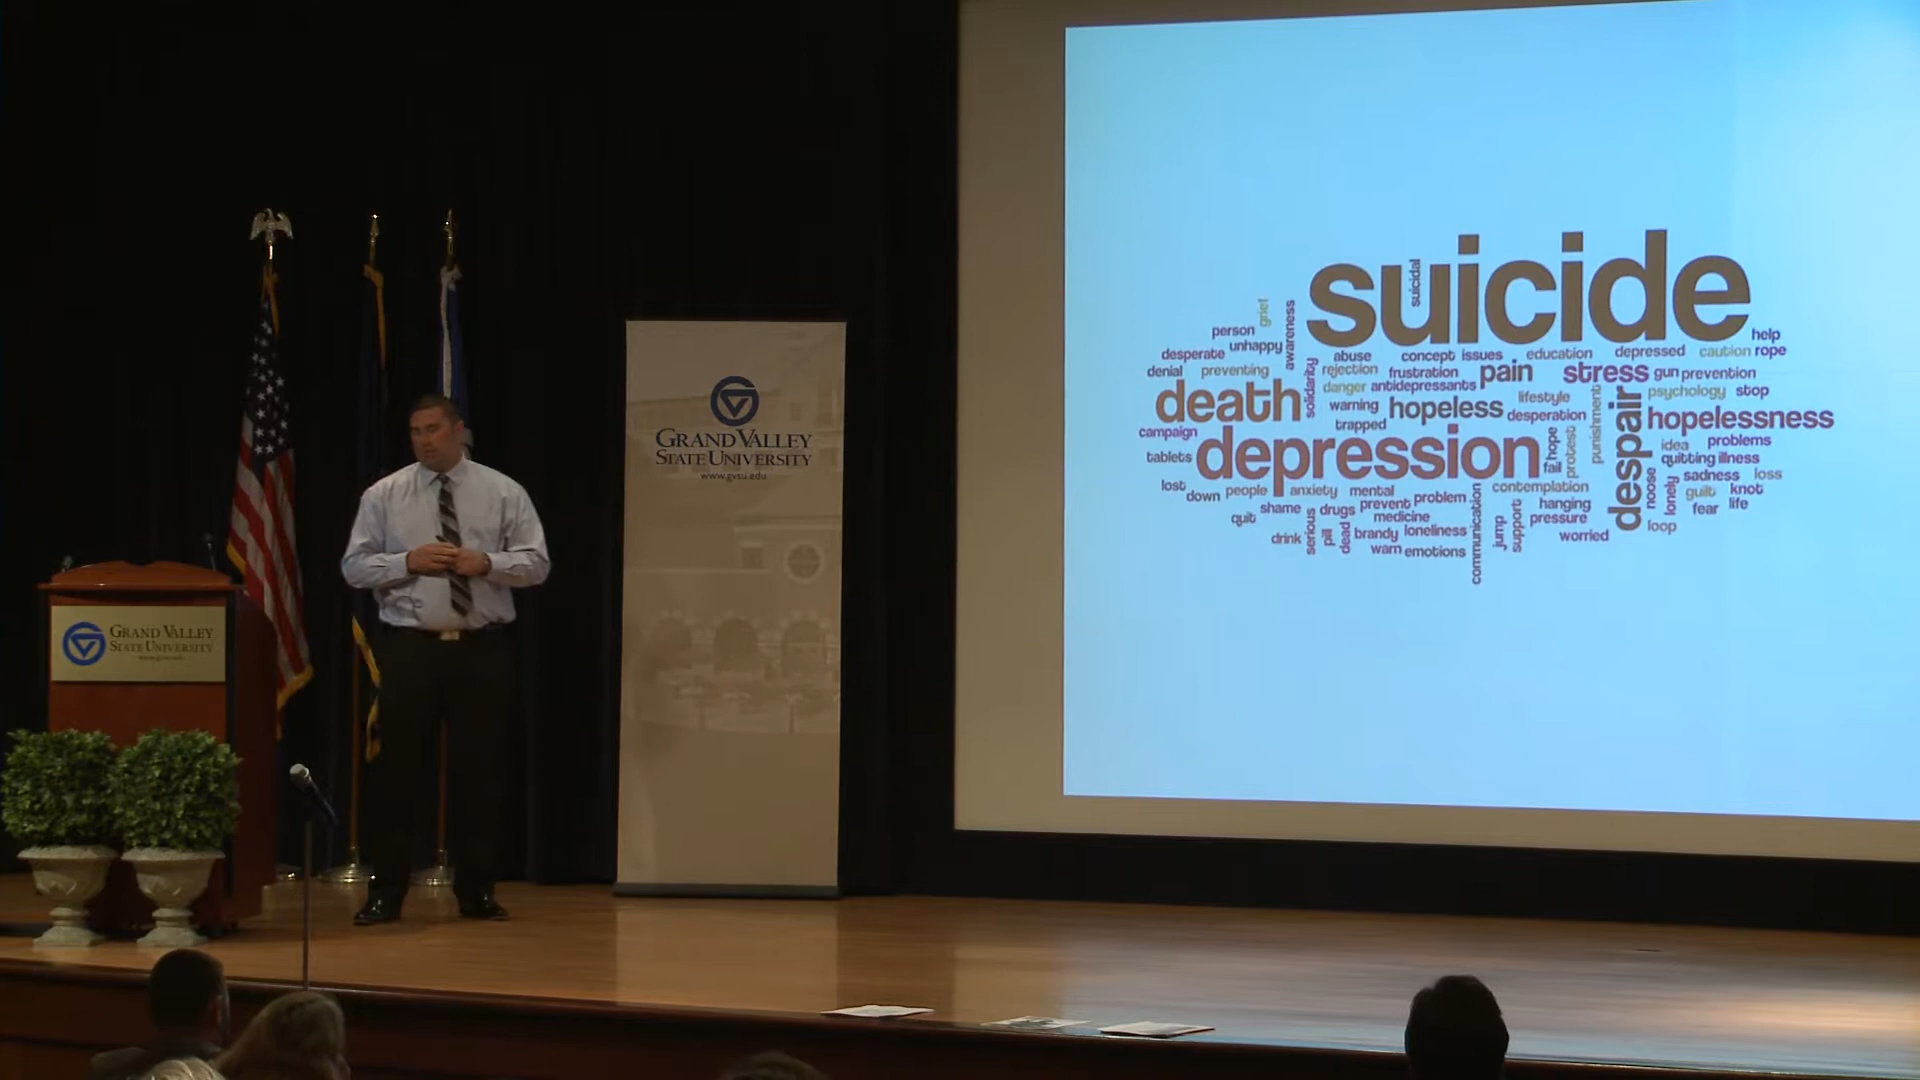 GRAND VALLEY
STATE UNIVERSITY
www.gvsu.edu
GRAND VALLEY
STATE UNIVERSITY
suicide
suicidal
grief
awareness
person
help
desperate unhappy
abuse concept issues education depressed caution rope
denial preventing
solidarity
rejection frustration pain stress gun prevention
death
danger antidepressants
punishment
despair
psychology stop
warning hopeless lifestyle
desperation
hopelessness
trapped
campaign
depression
hope
protest
idea problems
tablets
fail
quitting illness
noose
lonely
sadness loss
lost
down people anxiety mental
contemplation
guilt knot
shame drugs prevent problem
communication
hanging
fear life
quit
serious
pill
dead
medicine
jump
support
pressure
loop
drink
brandy loneliness
worried
warn emotions